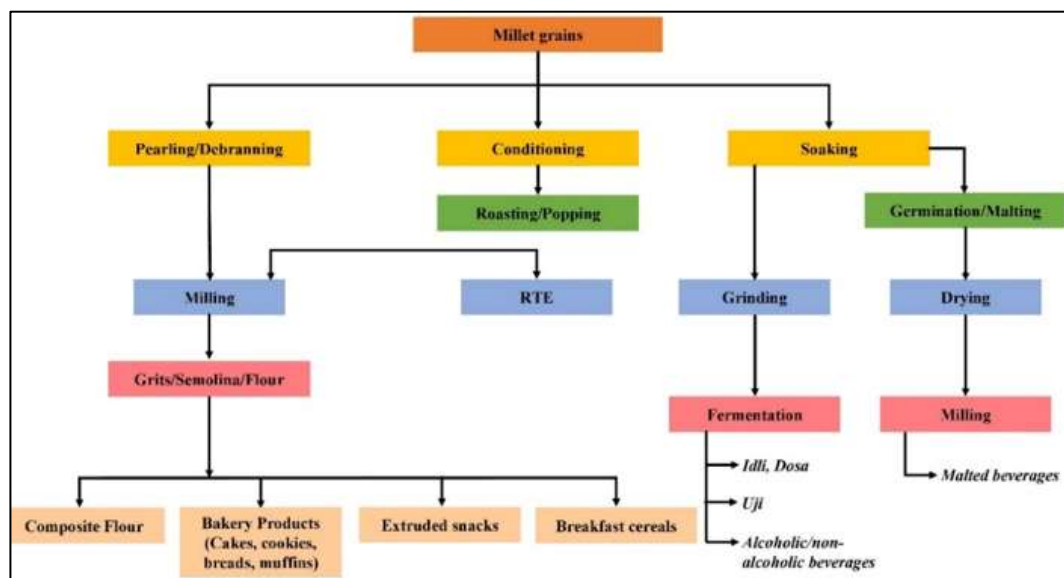 Millet grains
Pearling/Debranning
Conditioning
Soaking
Roasting/Popping
Germination/Malting
Milling
RTE
Grinding
Drying
Grits/Semolina/Flour
Fermentation
Milling
Idli, Dosa
Malted beverages
Uji
Composite Flour
Bakery Products
(Cakes, cookies,
breads, muffins)
Extruded snacks
Breakfast cereals
Alcoholic/non-
alcoholic beverages